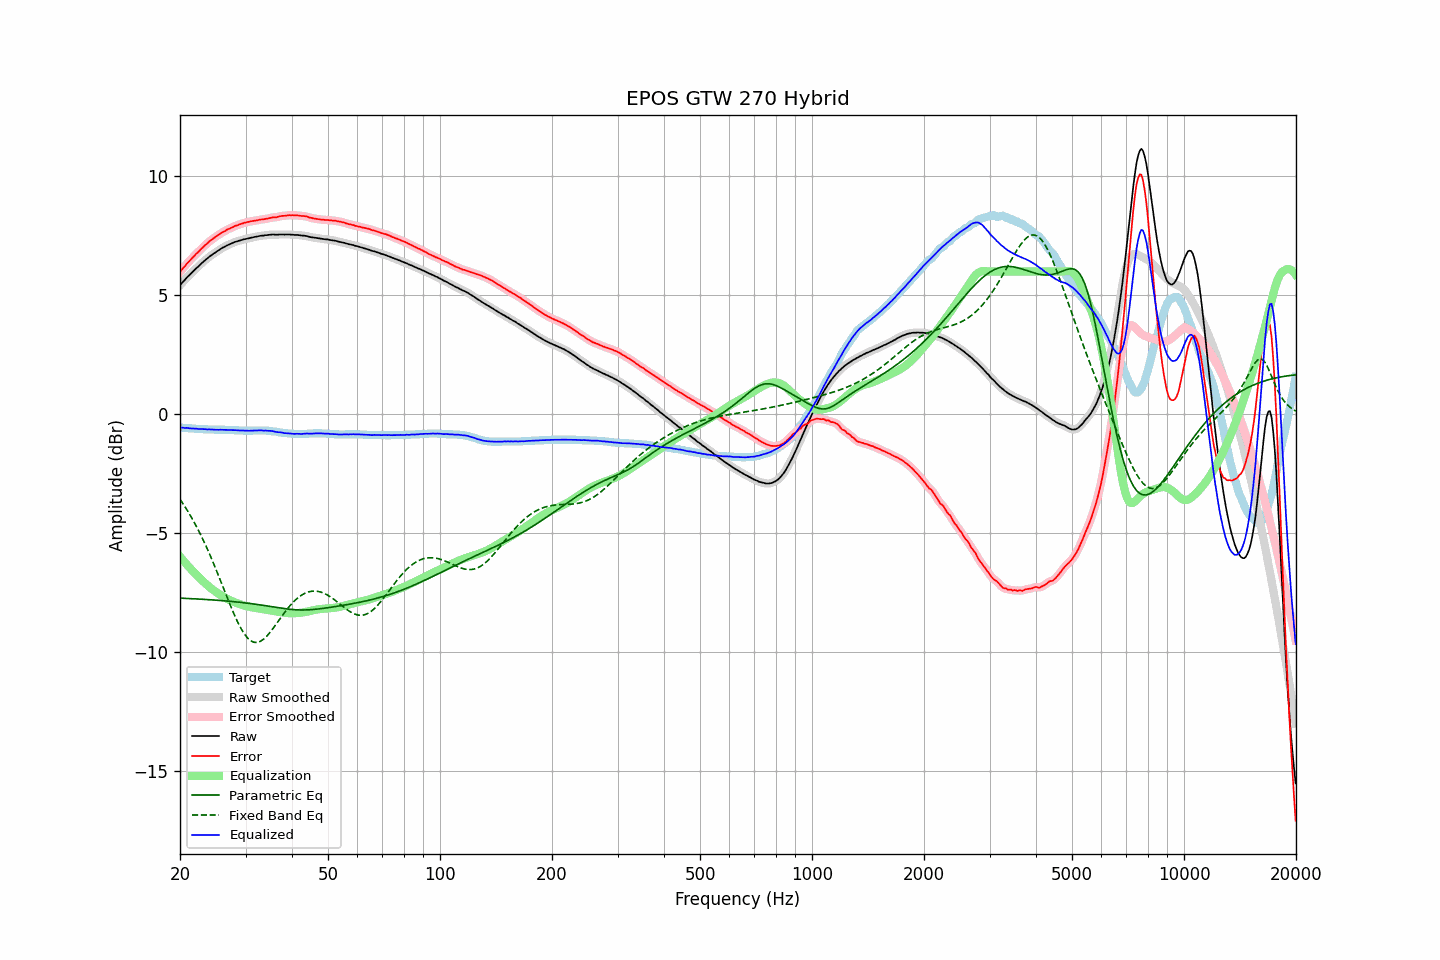 EPOS GTW 270 Hybrid
Amplitude (dBr)
10
5
0
−5
−10
−15
Target
Raw Smoothed
Error Smoothed
Raw
Error
Equalization
Parametric Eq
Fixed Band Eq
Equalized
20 50 100 200 500 1000 2000 5000 10000 20000
Frequency (Hz)